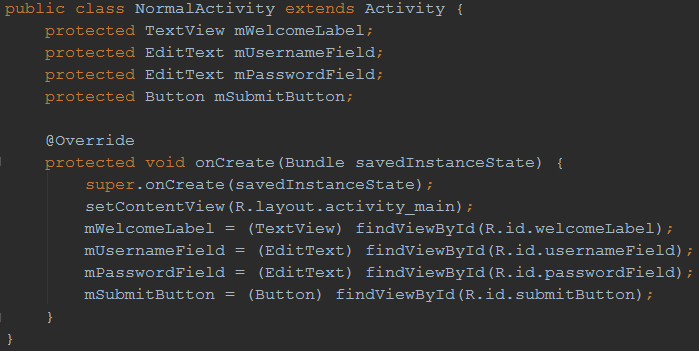 public class NormalActivity extends Activity {
    protected TextView mWelcomeLabel;
    protected EditText mUsernameField;
    protected EditText mPasswordField;
    protected Button mSubmitButton;

    @Override
    protected void onCreate(Bundle savedInstanceState) {
        super.onCreate(savedInstanceState);
        setContentView(R.layout.activity_main);
        mWelcomeLabel = (TextView) findViewById(R.id.welcomeLabel);
        mUsernameField = (EditText) findViewById(R.id.usernameField);
        mPasswordField = (EditText) findViewById(R.id.passwordField);
        mSubmitButton = (Button) findViewById(R.id.submitButton);
    }
}